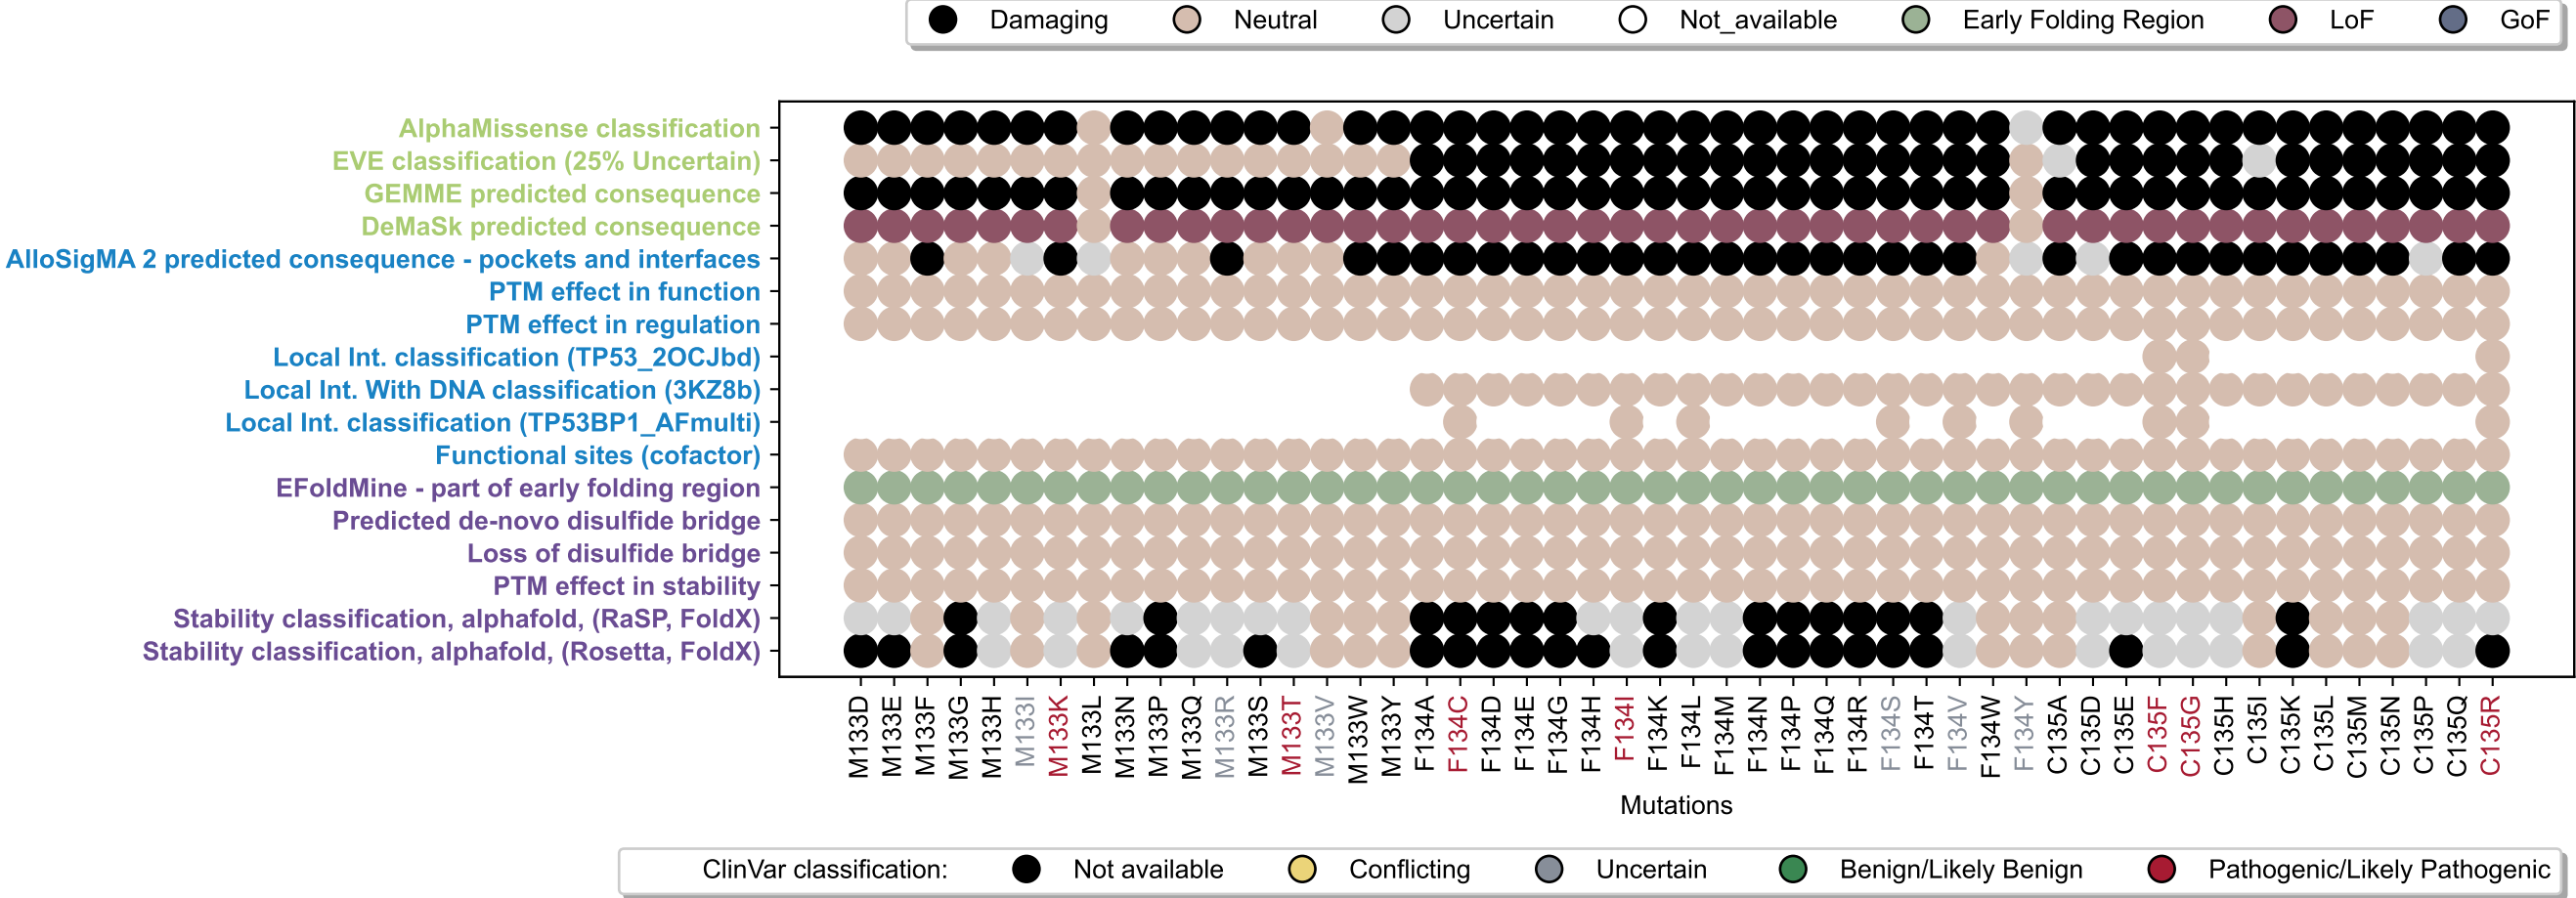 Damaging Neutral Uncertain Not_available Early Folding Region LoF GoF
AlphaMissense classification
EVE classification (25% Uncertain)
GEMME predicted consequence
DeMaSk predicted consequence
AlloSigMA 2 predicted consequence - pockets and interfaces
PTM effect in function
PTM effect in regulation
Local Int. classification (TP53_2OCJbd)
Local Int. With DNA classification (3KZ8b)
Local Int. classification (TP53BP1_AFmulti)
Functional sites (cofactor)
EFoldMine - part of early folding region
Predicted de-novo disulfide bridge
Loss of disulfide bridge
PTM effect in stability
Stability classification, alphafold, (RaSP, FoldX)
Stability classification, alphafold, (Rosetta, FoldX)
M133D
M133E
M133F
M133G
M133H
M133I
M133K
M133L
M133N
M133P
M133Q
M133R
M133S
M133T
M133V
M133W
M133Y
F134A
F134C
F134D
F134E
F134G
F134H
F134I
F134K
F134L
F134M
F134N
F134P
F134Q
F134R
F134S
F134T
F134V
F134W
F134Y
C135A
C135D
C135E
C135F
C135G
C135H
C135I
C135K
C135L
C135M
C135N
C135P
C135Q
C135R
Mutations
ClinVar classification: Not available Conflicting Uncertain Benign/Likely Benign Pathogenic/Likely Pathogenic